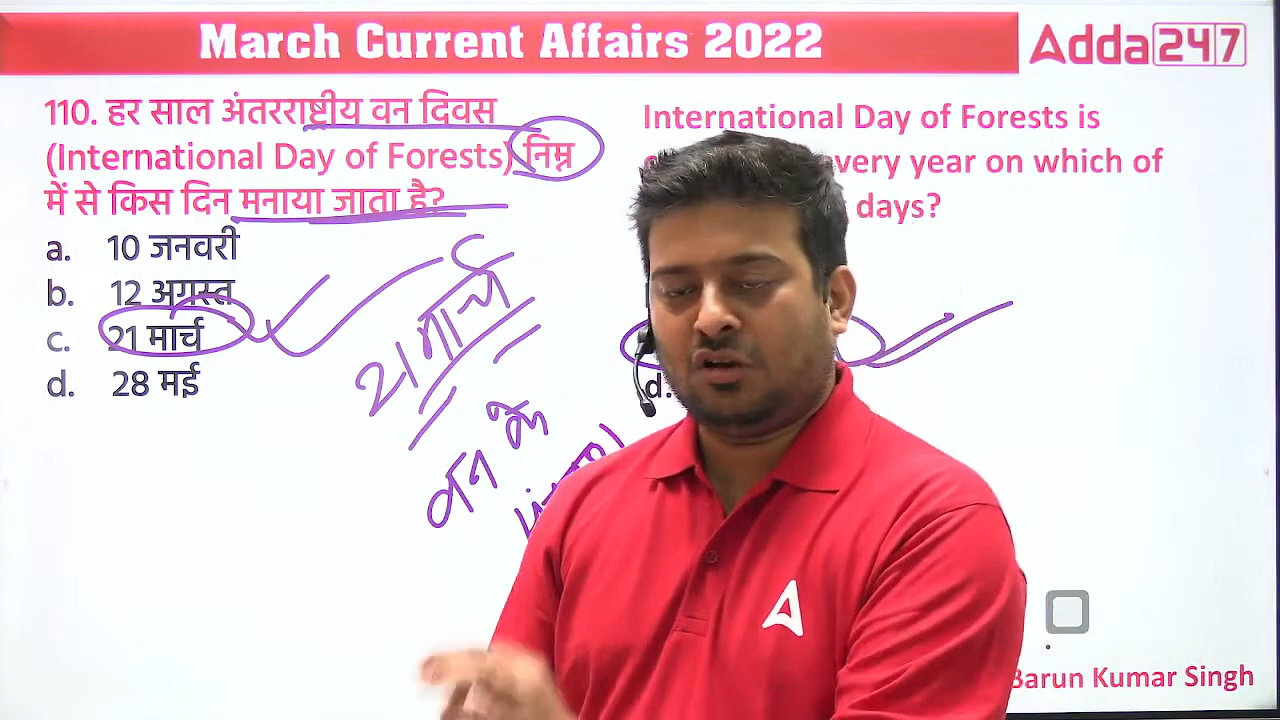 March Current Affairs 2022
Adda247
110. हर साल अंतरराष्ट्रीय वन दिवस
(International Day of Forests) निम्न
में से किस दिन मनाया जाता है?
a. 10 जनवरी
b. 12 अगस्त
c. 21 मार्च
d. 28 मई
International Day of Forests is
every year on which of
days?
d.
21 मार्च
वन के
Barun Kumar Singh